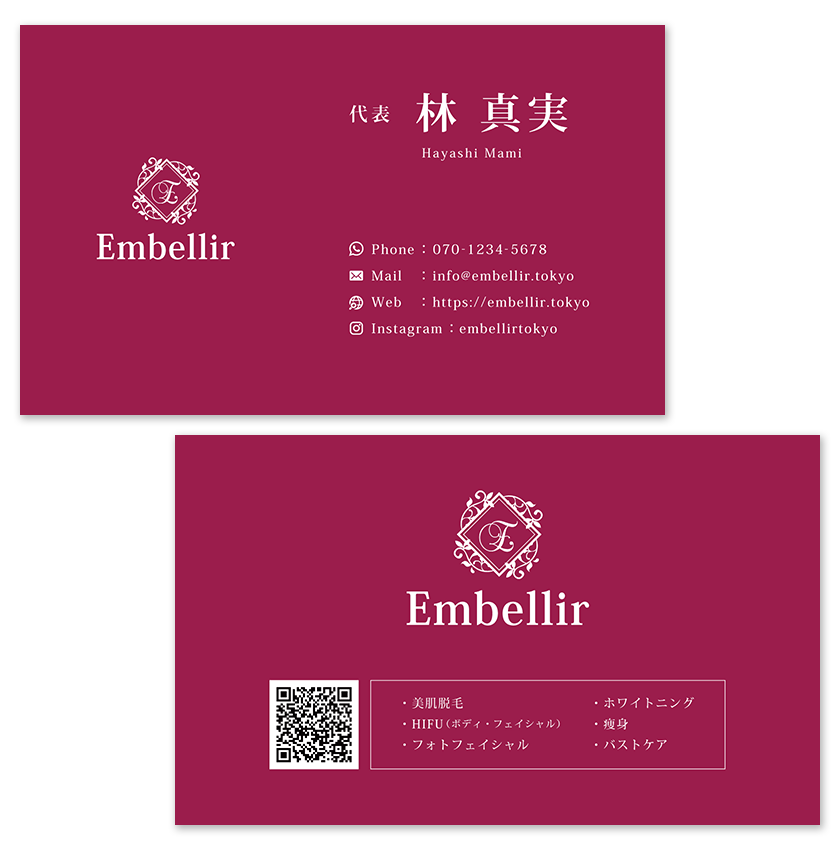 代表 林 真実
Hayashi Mami
E
Embellir
Phone：070-1234-5678
Mail ：info@embellir.tokyo
Web ：https://embellir.tokyo
Instagram：embellirtokyo
E
Embellir
・美肌脱毛
・HIFU（ボディ・フェイシャル）
・フォトフェイシャル
・ホワイトニング
・痩身
・バストケア